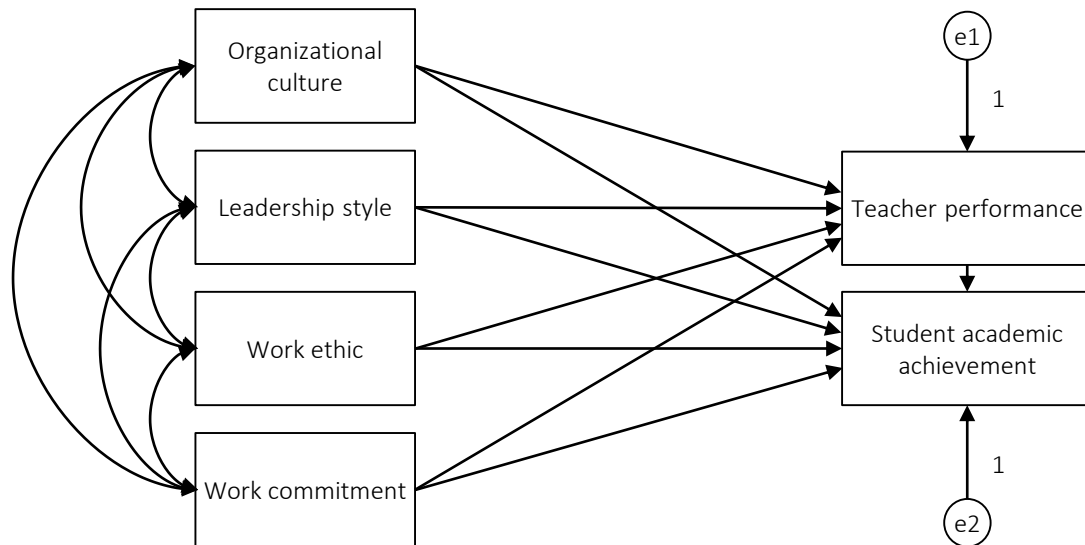 Organizational
culture
Leadership style
Work ethic
Work commitment
e1
1
Teacher performance
Student academic
achievement
1
e2